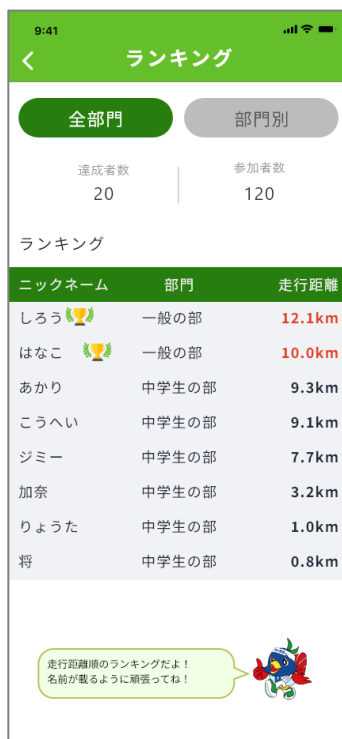 9:41
ランキング
全部門 部門別
達成者数 参加者数
20 120
ランキング
ニックネーム 部門 走行距離
しろう 一般の部 12.1km
はなこ 一般の部 10.0km
あかり 中学生の部 9.3km
こうへい 中学生の部 9.1km
ジミー 中学生の部 7.7km
加奈 中学生の部 3.2km
りょうた 中学生の部 1.0km
将 中学生の部 0.8km
走行距離順のランキングだよ！
名前が載るように頑張ってね！